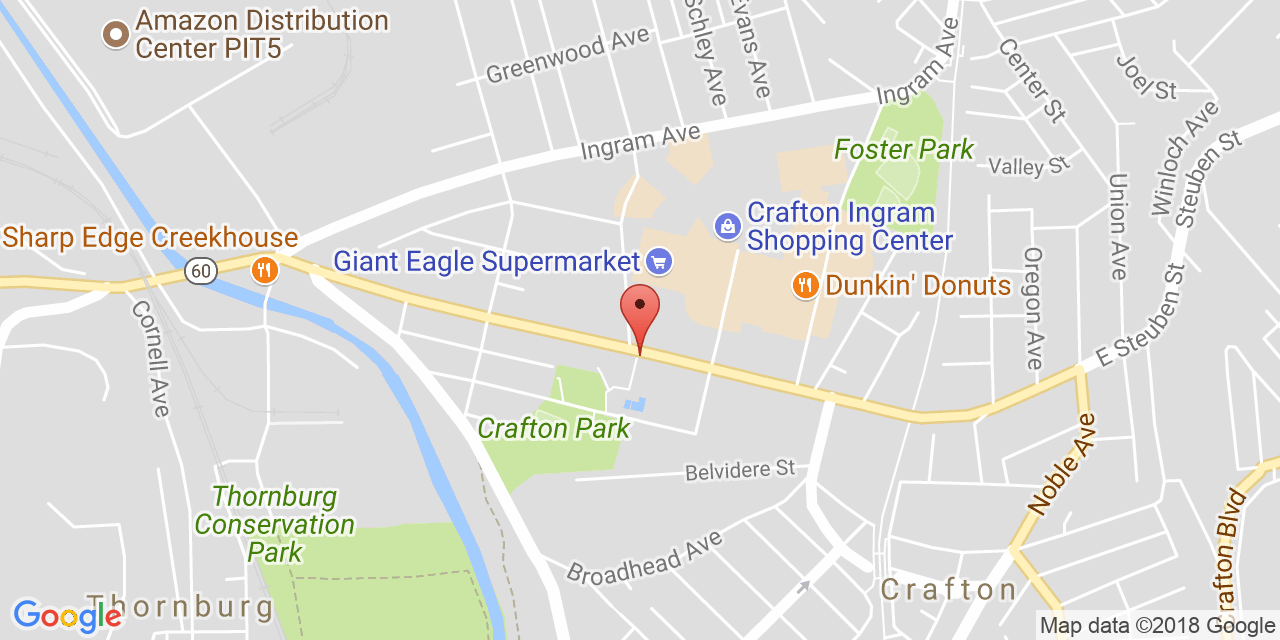 Amazon Distribution
Center PIT5
Greenwood Ave
Schley Ave
Evans Ave
Ingram Ave
Center St
Joel St
Ingram Ave
Foster Park
Valley St
Winloch Ave
Steuben St
Union Ave
Crafton Ingram
Shopping Center
Sharp Edge Creekhouse
60
Giant Eagle Supermarket
Dunkin' Donuts
Oregon Ave
E Steuben St
Cornell Ave
Crafton Park
Belvidere St
Noble Ave
Thornburg
Conservation
Park
Broadhead Ave
Crafton Blvd
Crafton
Thornburg
Google
Map data ©2018 Google